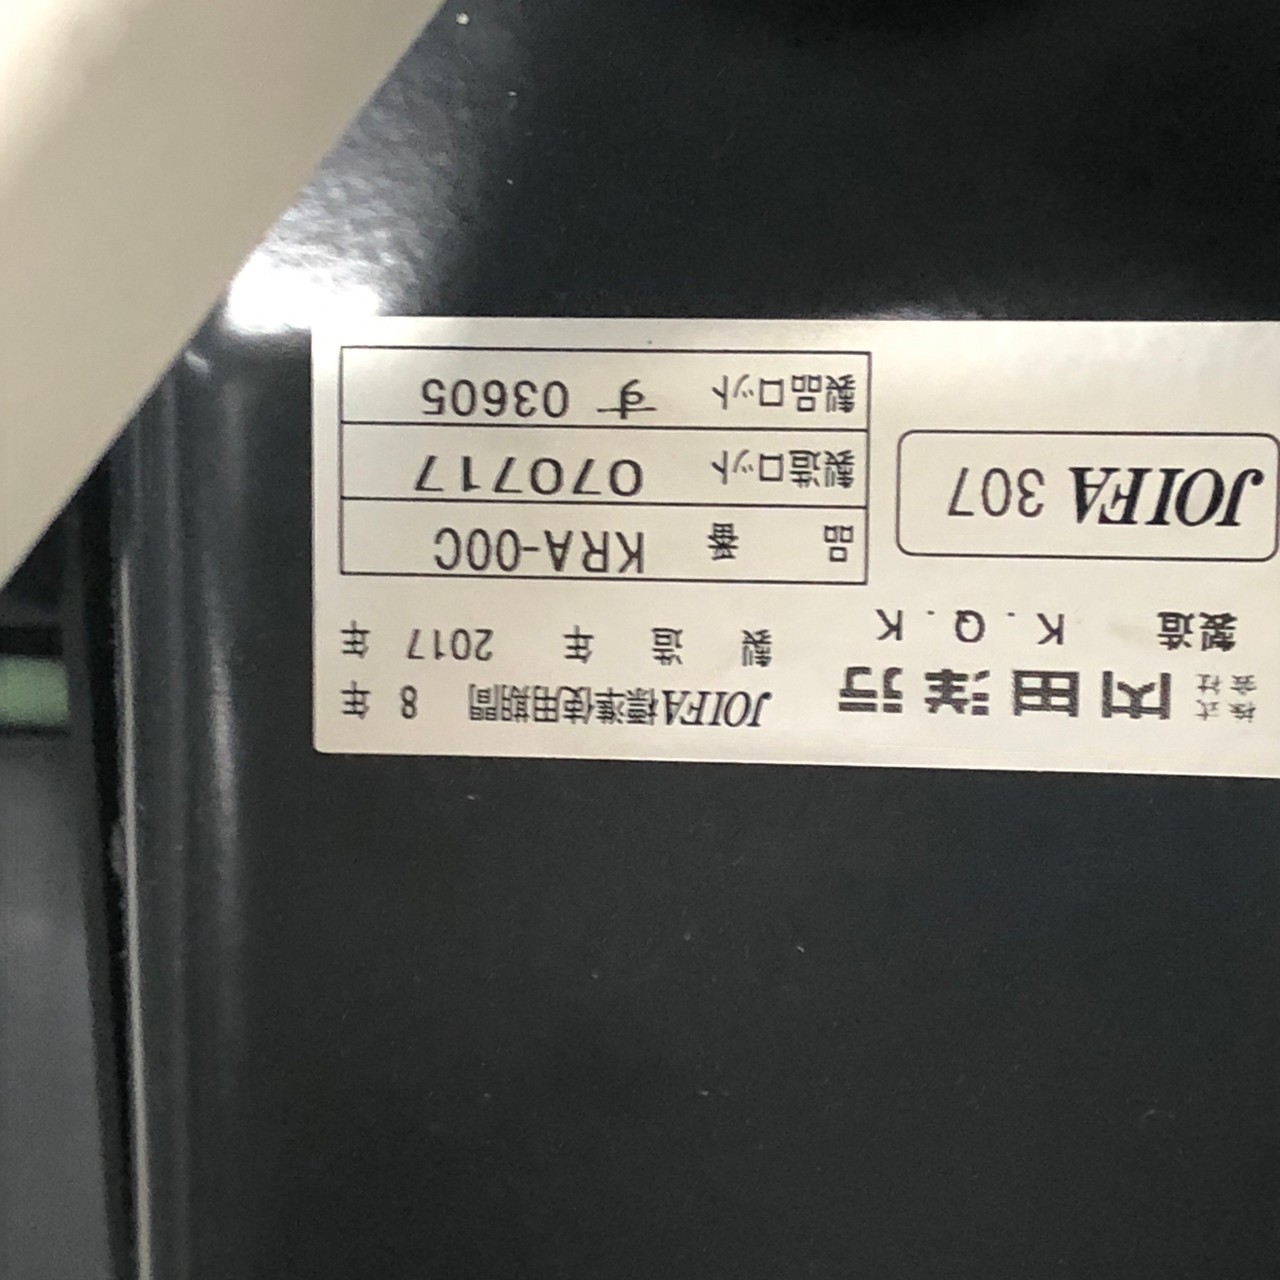 株式会社 内田洋行
製造 K.Q.K
JOIFA 307
JOIFA標準使用期間 8年
製造年 2017年
品番 KRA-00C
製造ロット 070717
製品ロット す 03605